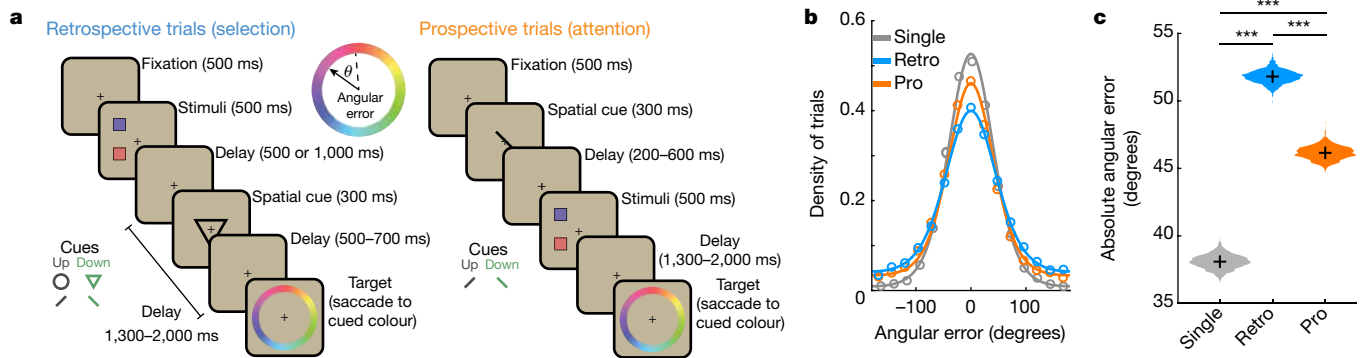 a
Retrospective trials (selection)
Fixation (500 ms)
Stimuli (500 ms)
Delay (500 or 1,000 ms)
Spatial cue (300 ms)
Delay (500–700 ms)
Target
(saccade to
cued colour)
Cues
Up Down
Delay
1,300–2,000 ms
θ
Angular
error
Prospective trials (attention)
Fixation (500 ms)
Spatial cue (300 ms)
Delay (200–600 ms)
Stimuli (500 ms)
Delay
(1,300–2,000 ms)
Target
(saccade to
cued colour)
Cues
Up Down
b
0.6
0.4
0.2
0
Density of trials
Single
Retro
Pro
−100 0 100
Angular error (degrees)
c
***
*** ***
55
50
45
40
35
Absolute angular error
(degrees)
Single
Retro
Pro